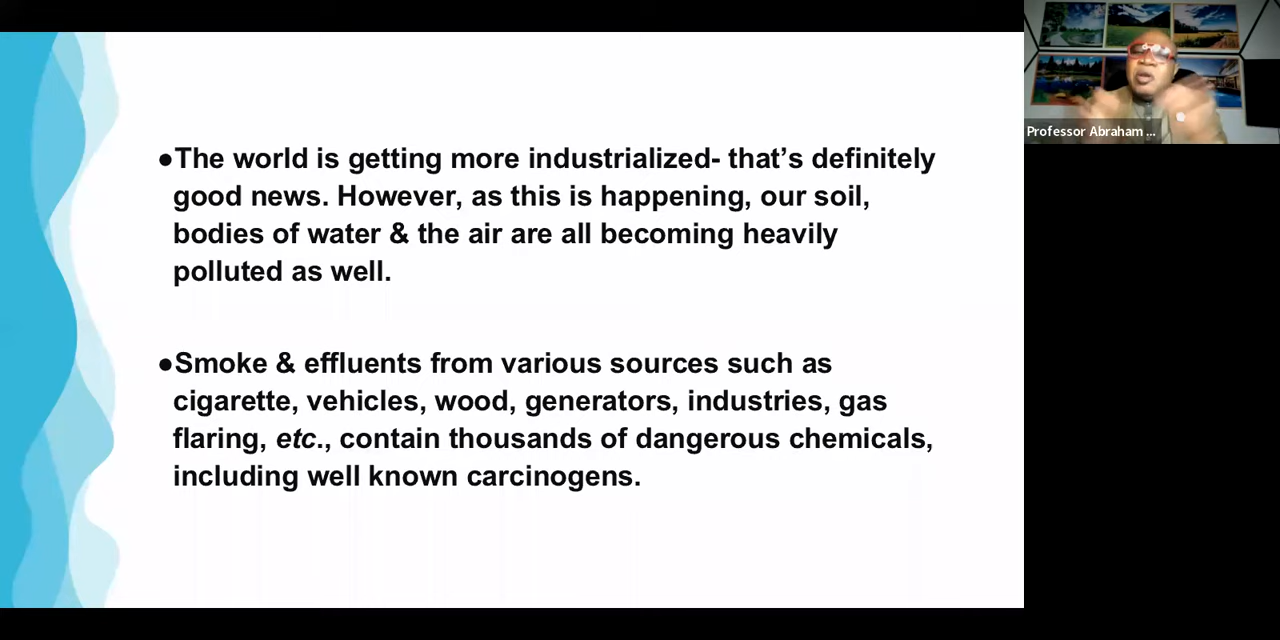 ●The world is getting more industrialized- that’s definitely
good news. However, as this is happening, our soil,
bodies of water & the air are all becoming heavily
polluted as well.
●Smoke & effluents from various sources such as
cigarette, vehicles, wood, generators, industries, gas
flaring, etc., contain thousands of dangerous chemicals,
including well known carcinogens.
Professor Abraham ...